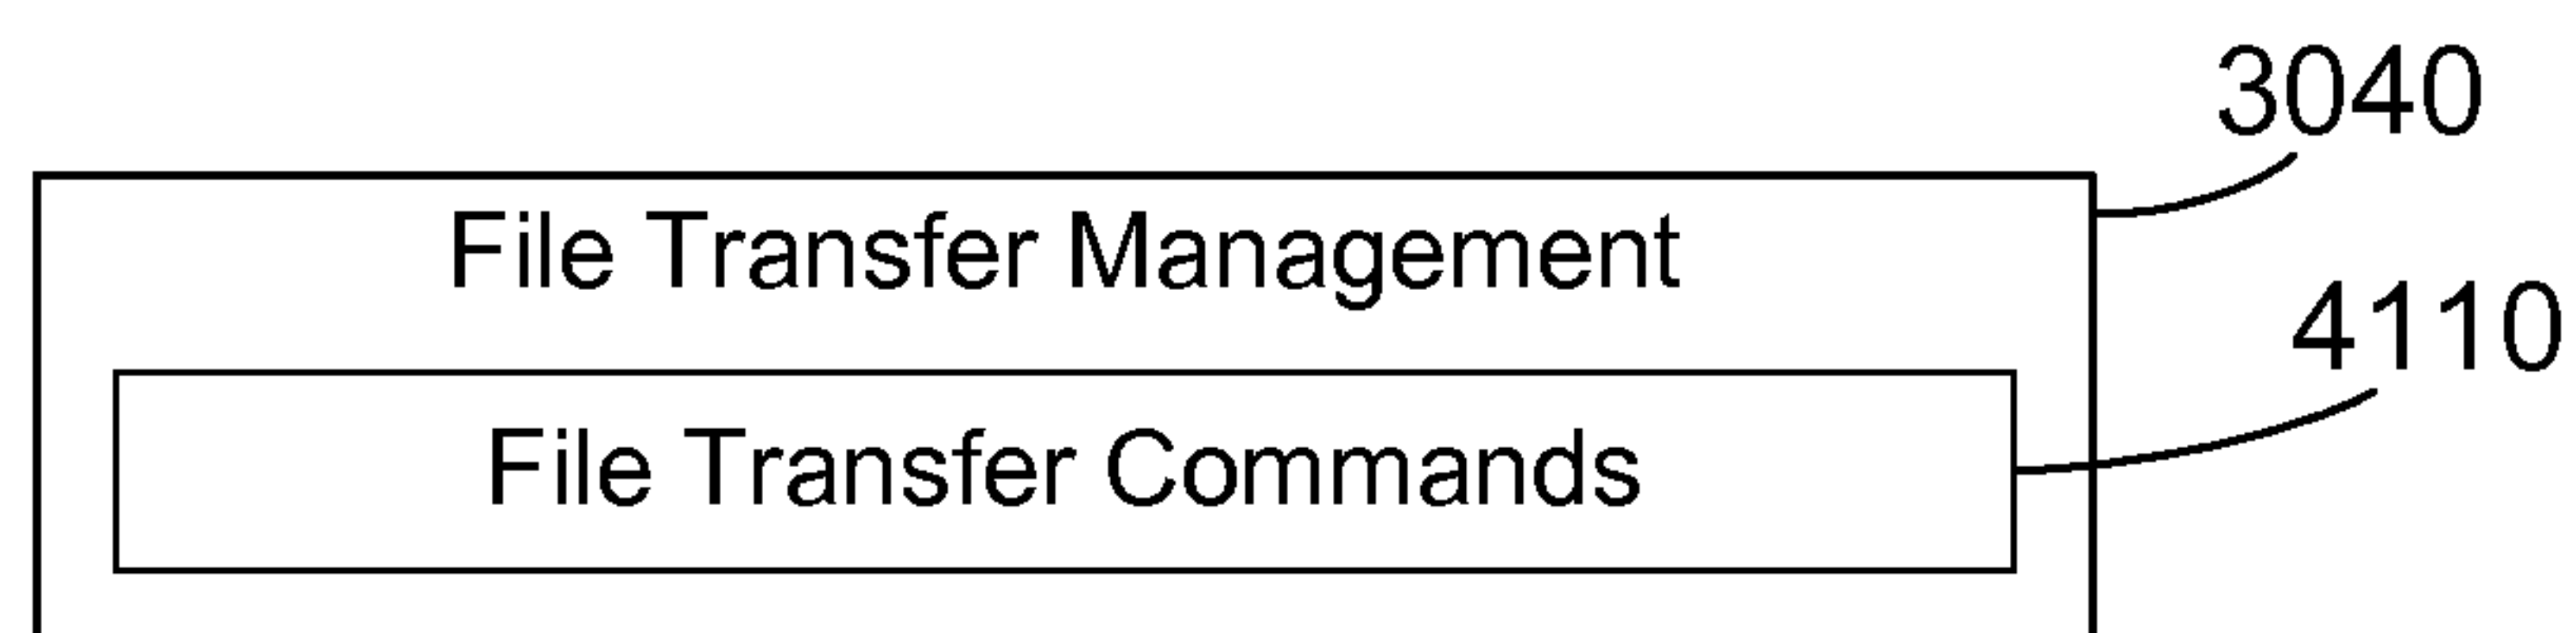 3040
File Transfer Management
4110
File Transfer Commands